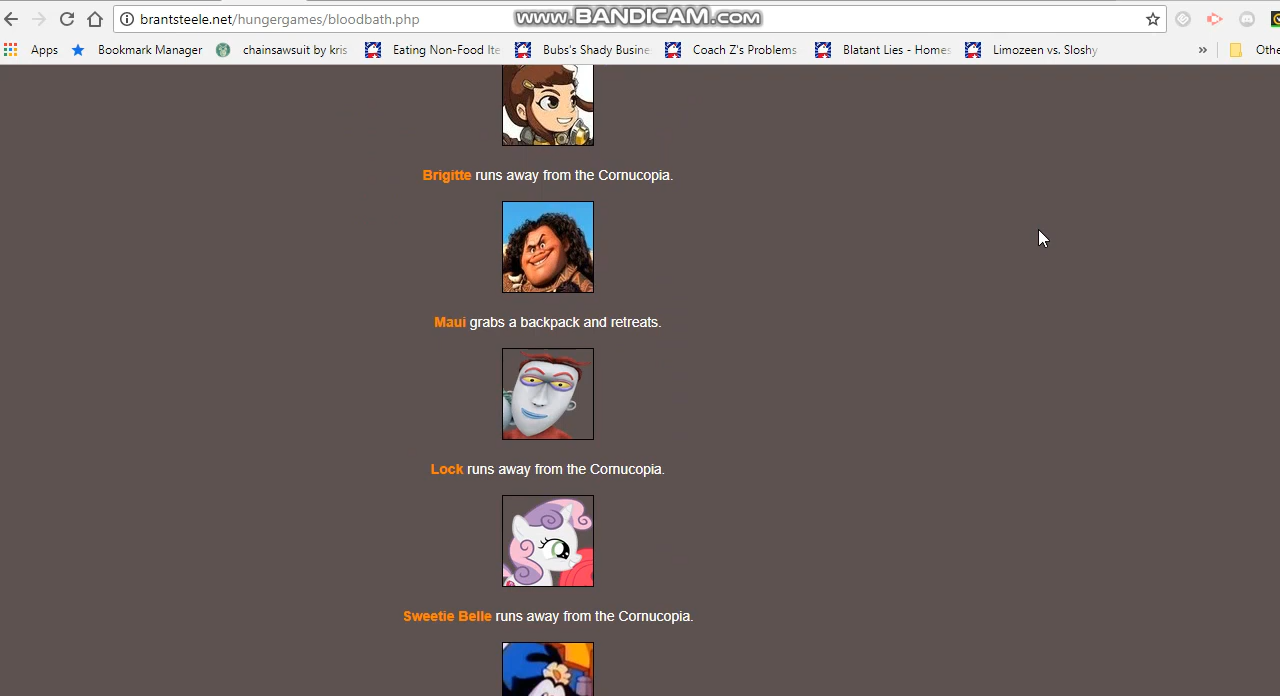 brantsteele.net/hungergames/bloodbath.php
www.BANDICAM.com
Apps Bookmark Manager chainsawsuit by kris Eating Non-Food Ite Bubs's Shady Busine Coach Z's Problems Blatant Lies - Homes Limozeen vs. Sloshy » Othe
Brigitte runs away from the Cornucopia.
Maui grabs a backpack and retreats.
Lock runs away from the Cornucopia.
Sweetie Belle runs away from the Cornucopia.